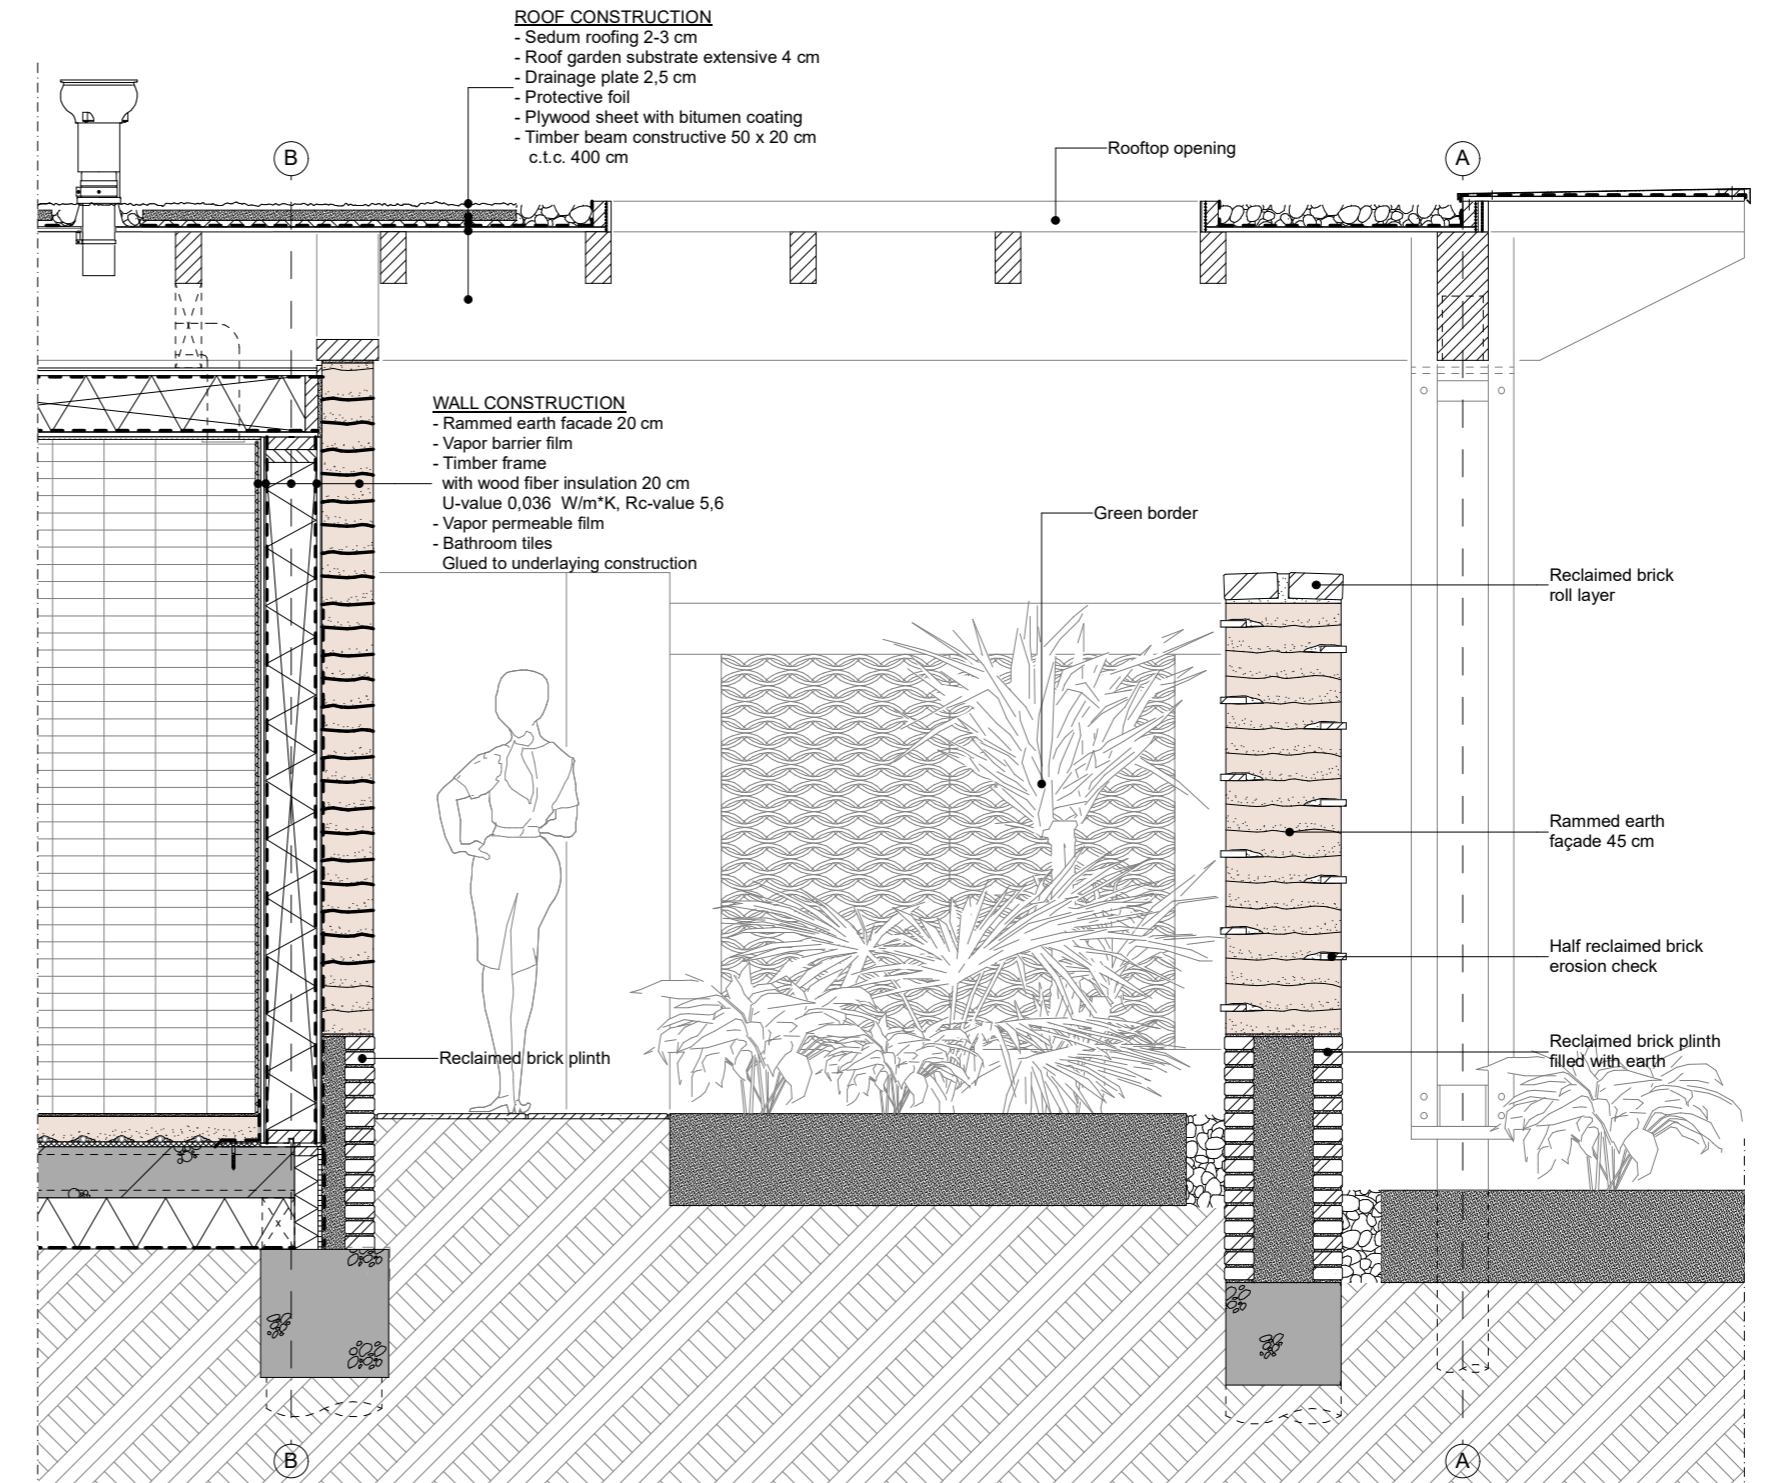 ROOF CONSTRUCTION
- Sedum roofing 2-3 cm
- Roof garden substrate extensive 4 cm
- Drainage plate 2,5 cm
- Protective foil
- Plywood sheet with bitumen coating
- Timber beam constructive 50 x 20 cm
c.t.c. 400 cm
Rooftop opening
B
A
WALL CONSTRUCTION
- Rammed earth facade 20 cm
- Vapor barrier film
- Timber frame
with wood fiber insulation 20 cm
U-value 0,036 W/m*K, Rc-value 5,6
- Vapor permeable film
- Bathroom tiles
Glued to underlaying construction
Green border
Reclaimed brick
roll layer
Rammed earth
façade 45 cm
Half reclaimed brick
erosion check
Reclaimed brick plinth
filled with earth
Reclaimed brick plinth
B
A